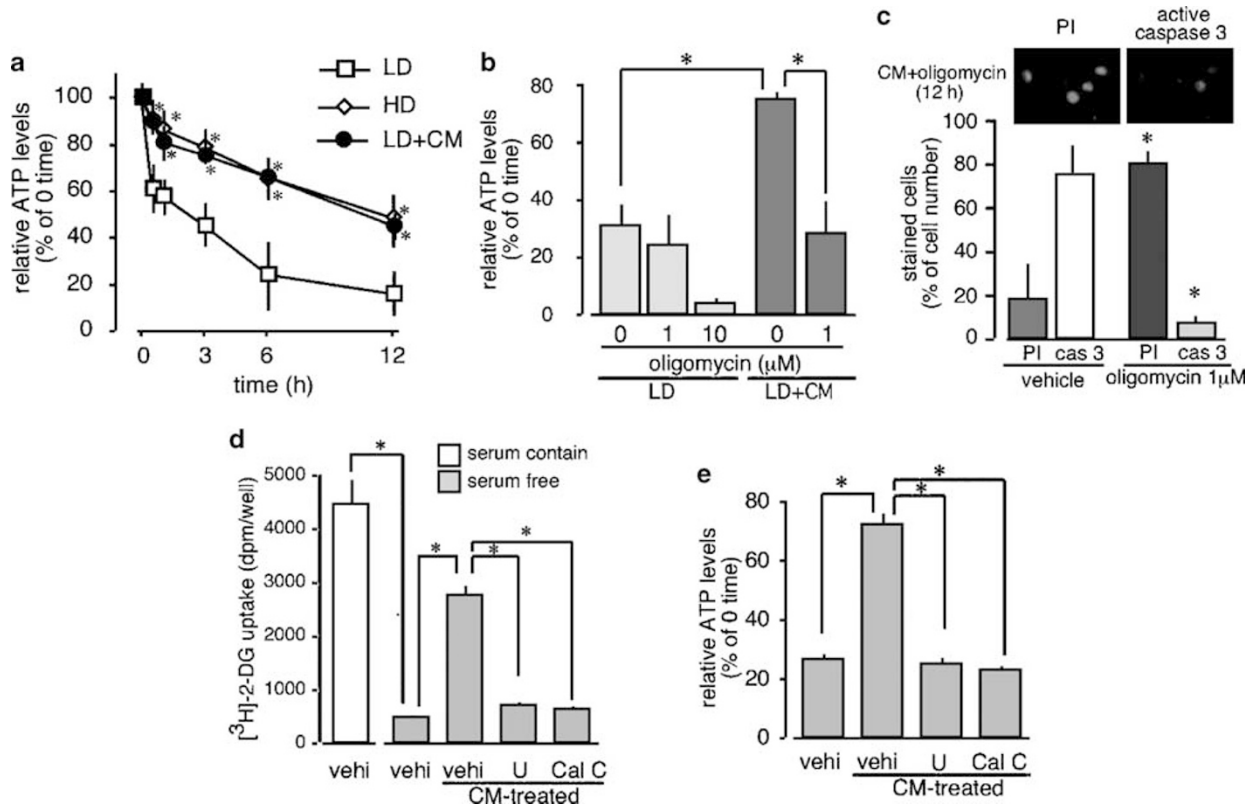 a
relative ATP levels
(% of 0 time)
100
80
60
40
20
0
LD
HD
LD+CM
*
*
*
*
*
*
*
*
*
*
0
3
6
12
time (h)
b
relative ATP levels
(% of 0 time)
80
60
40
20
0
*
*
0
1
10
0
1
oligomycin (μM)
LD
LD+CM
c
PI
active
caspase 3
CM+oligomycin
(12 h)
stained cells
(% of cell number)
100
80
60
40
20
0
*
*
PI
cas 3
PI
cas 3
vehicle
oligomycin 1μM
d
[³H]-2-DG uptake (dpm/well)
5000
4000
3000
2000
1000
0
serum contain
serum free
*
*
*
*
vehi
vehi
vehi
U
Cal C
CM-treated
e
relative ATP levels
(% of 0 time)
80
60
40
20
0
*
*
*
vehi
vehi
U
Cal C
CM-treated